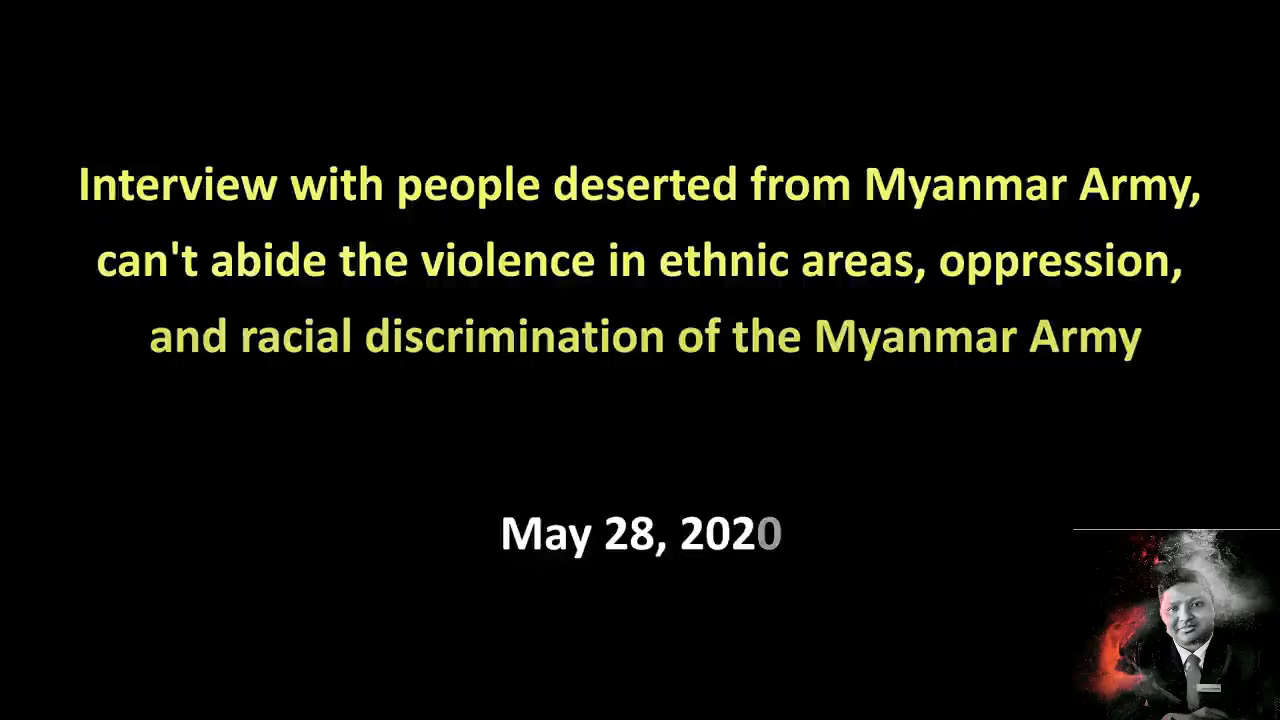 Interview with people deserted from Myanmar Army,
can't abide the violence in ethnic areas, oppression,
and racial discrimination of the Myanmar Army
May 28, 2020